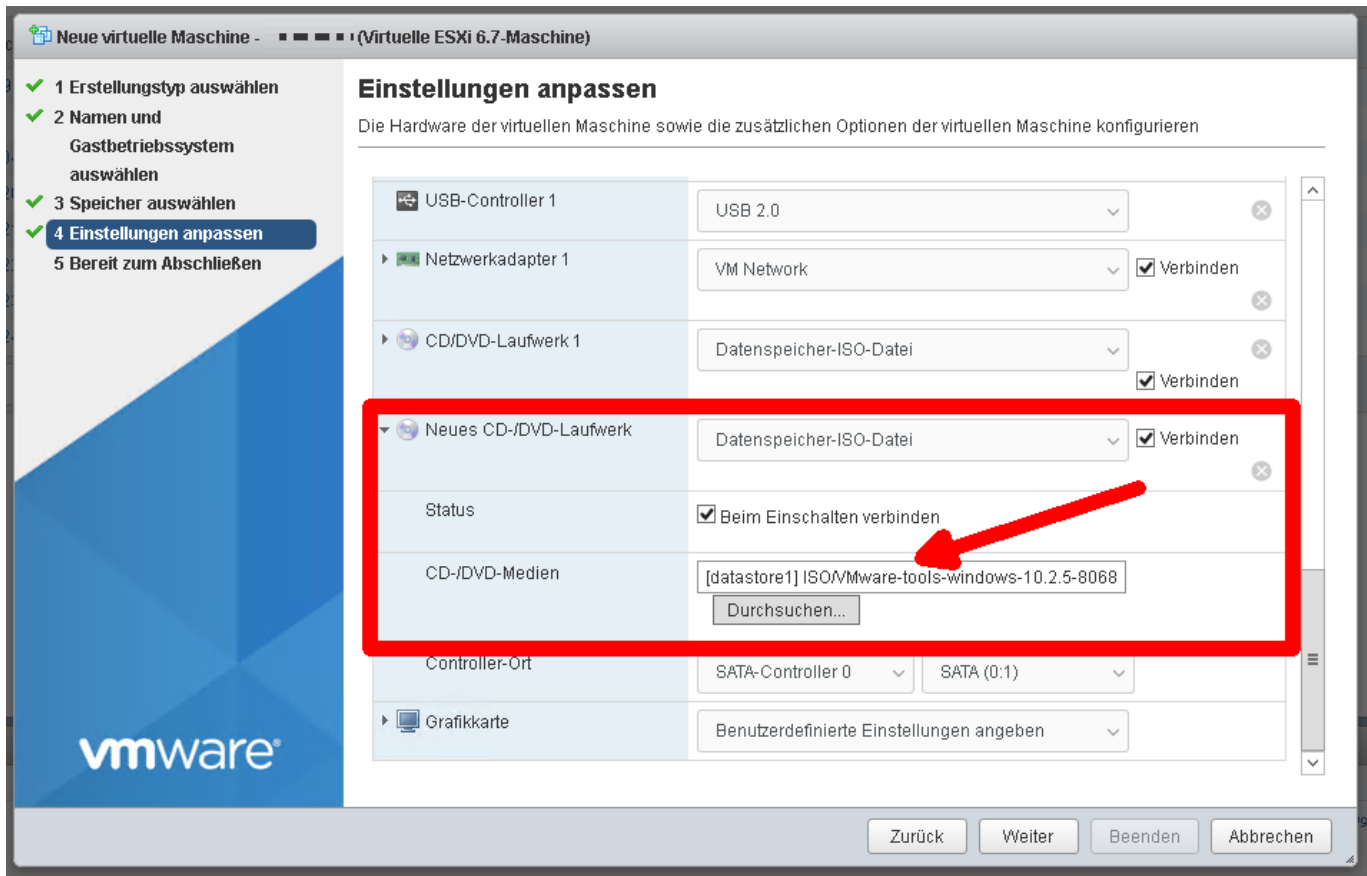 Neue virtuelle Maschine - (Virtuelle ESXi 6.7-Maschine)
1 Erstellungstyp auswählen
2 Namen und
Gastbetriebssystem
auswählen
3 Speicher auswählen
4 Einstellungen anpassen
5 Bereit zum Abschließen
vmware®
Einstellungen anpassen
Die Hardware der virtuellen Maschine sowie die zusätzlichen Optionen der virtuellen Maschine konfigurieren
USB-Controller 1
USB 2.0
Netzwerkadapter 1
VM Network
Verbinden
CD/DVD-Laufwerk 1
Datenspeicher-ISO-Datei
Verbinden
Neues CD-/DVD-Laufwerk
Datenspeicher-ISO-Datei
Verbinden
Status
Beim Einschalten verbinden
CD-/DVD-Medien
[datastore1] ISO/VMware-tools-windows-10.2.5-8068
Durchsuchen...
Controller-Ort
SATA-Controller 0
SATA (0:1)
Grafikkarte
Benutzerdefinierte Einstellungen angeben
Zurück
Weiter
Beenden
Abbrechen